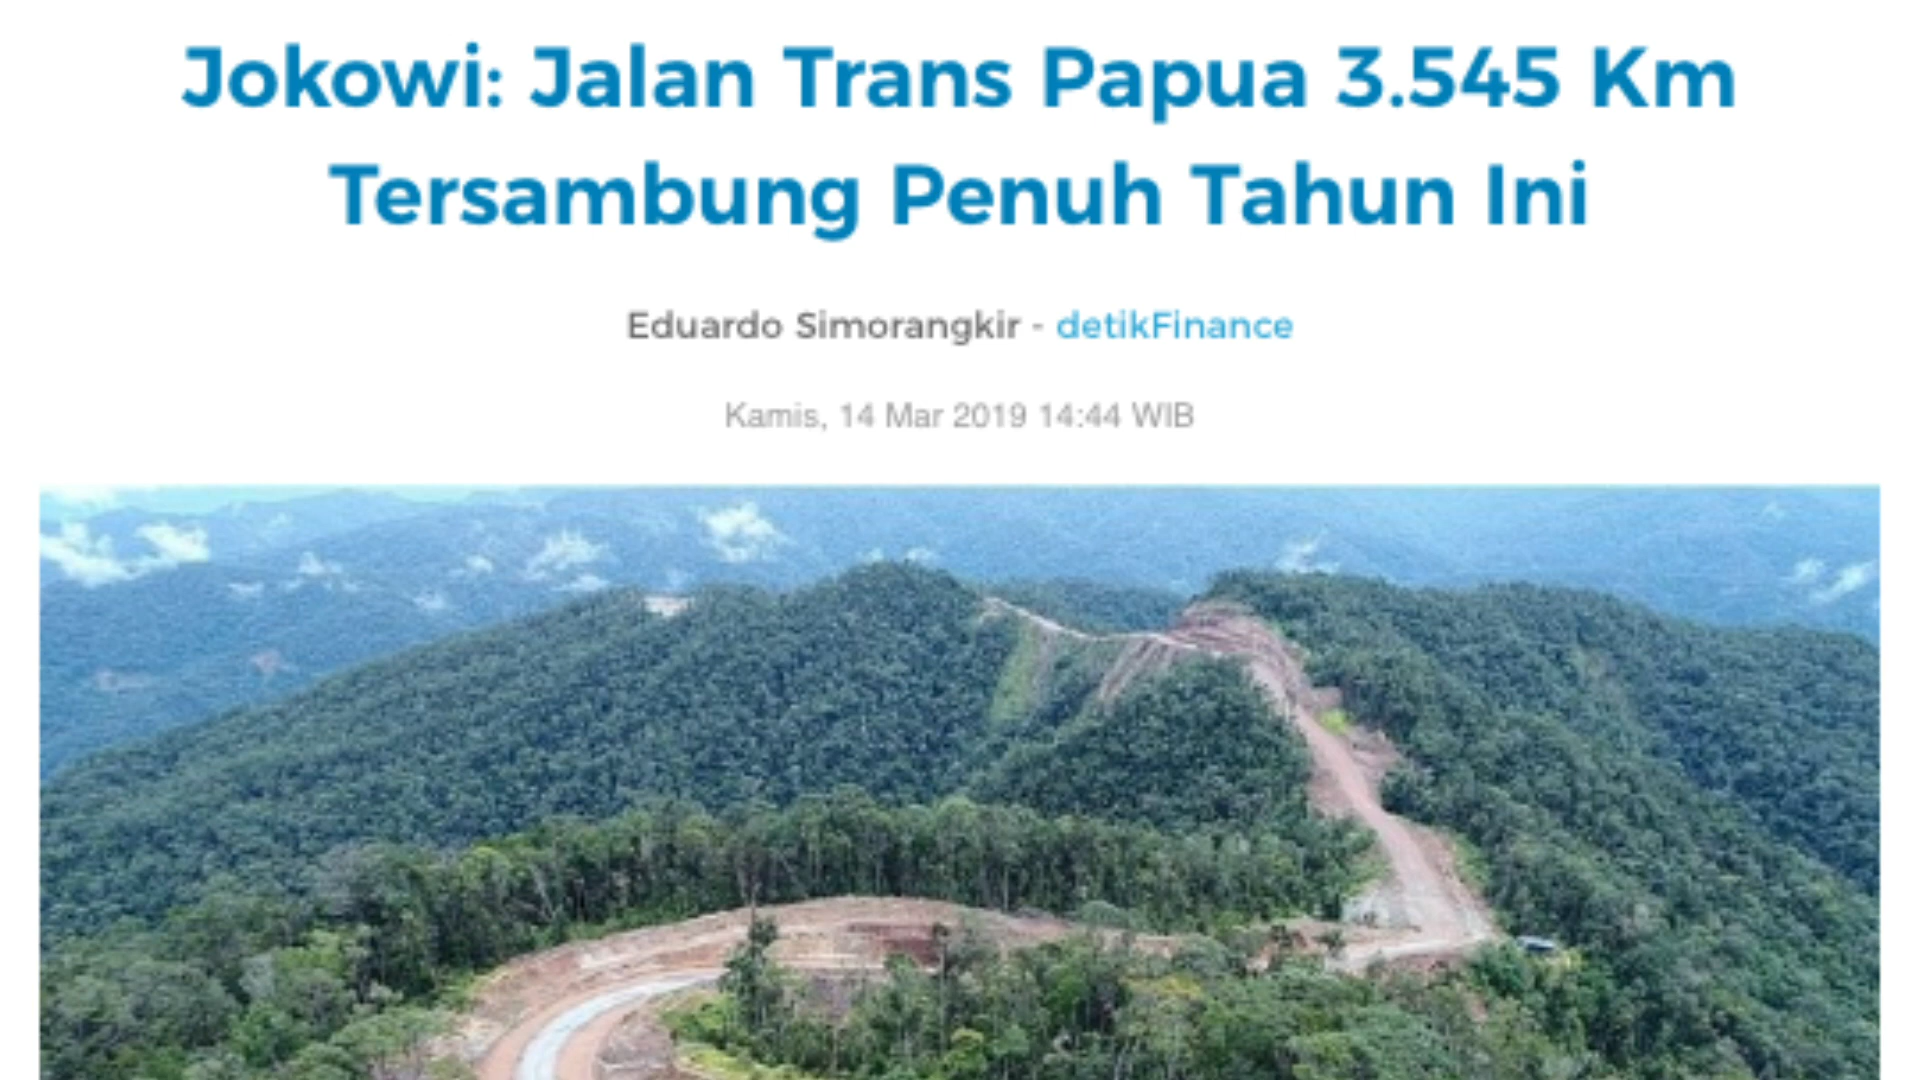 Jokowi: Jalan Trans Papua 3.545 Km
Tersambung Penuh Tahun Ini
Eduardo Simorangkir - detikFinance
Kamis, 14 Mar 2019 14:44 WIB